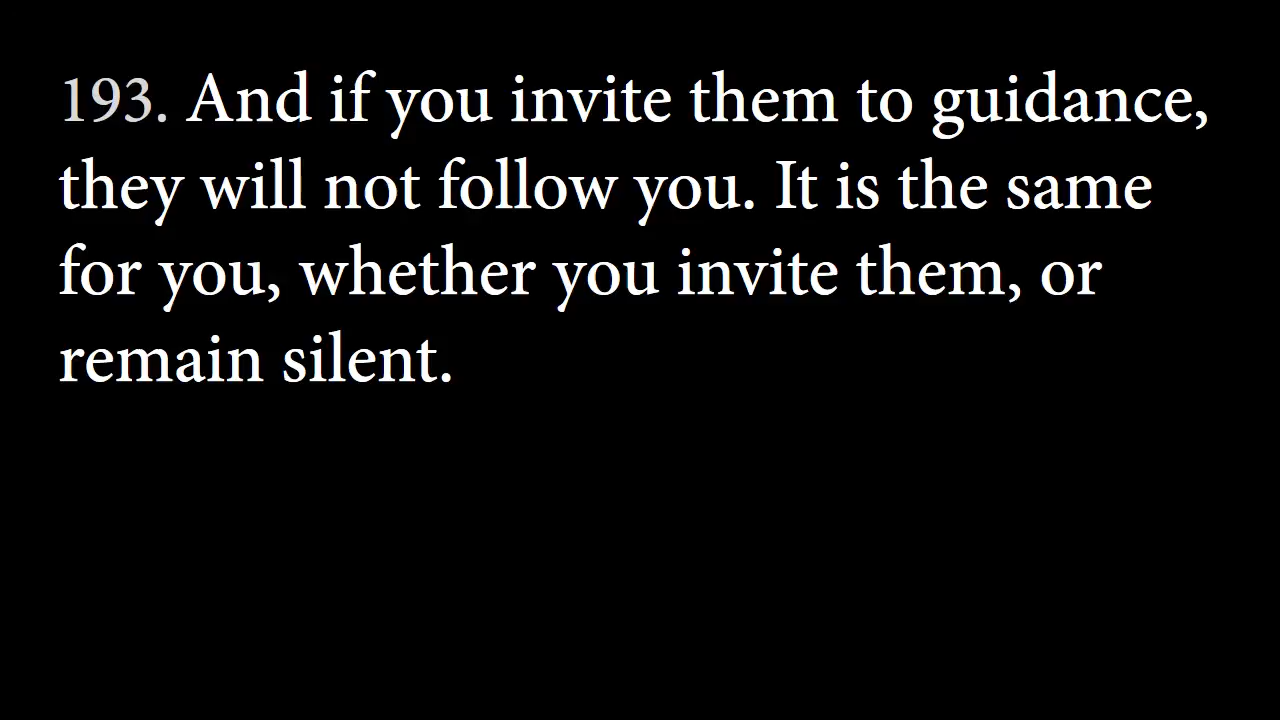 193. And if you invite them to guidance,
they will not follow you. It is the same
for you, whether you invite them, or
remain silent.